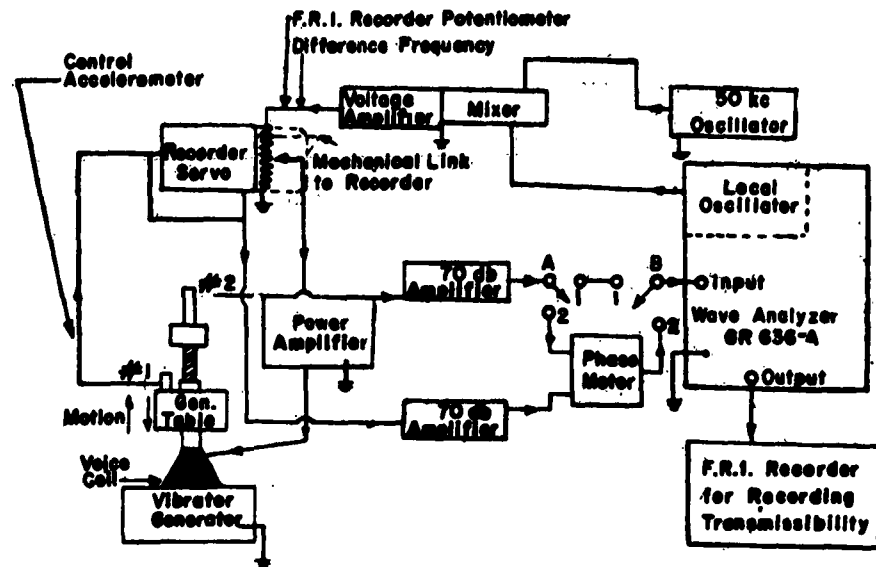 F.R.I. Recorder Potentiometer
Difference Frequency
Control
Accelerometer
Voltage
Amplifier
Mixer
50 kc
Oscillator
Recorder
Servo
Mechanical Link
to Recorder
Local
Oscillator
#2
70 db
Amplifier
A
1
1
B
Input
2
2
Wave Analyzer
GR 636-A
Power
Amplifier
Phase
Meter
Output
#1
Gen.
Table
Motion
70 db
Amplifier
Voice
Coil
Vibrator
Generator
F.R.I. Recorder
for Recording
Transmissibility